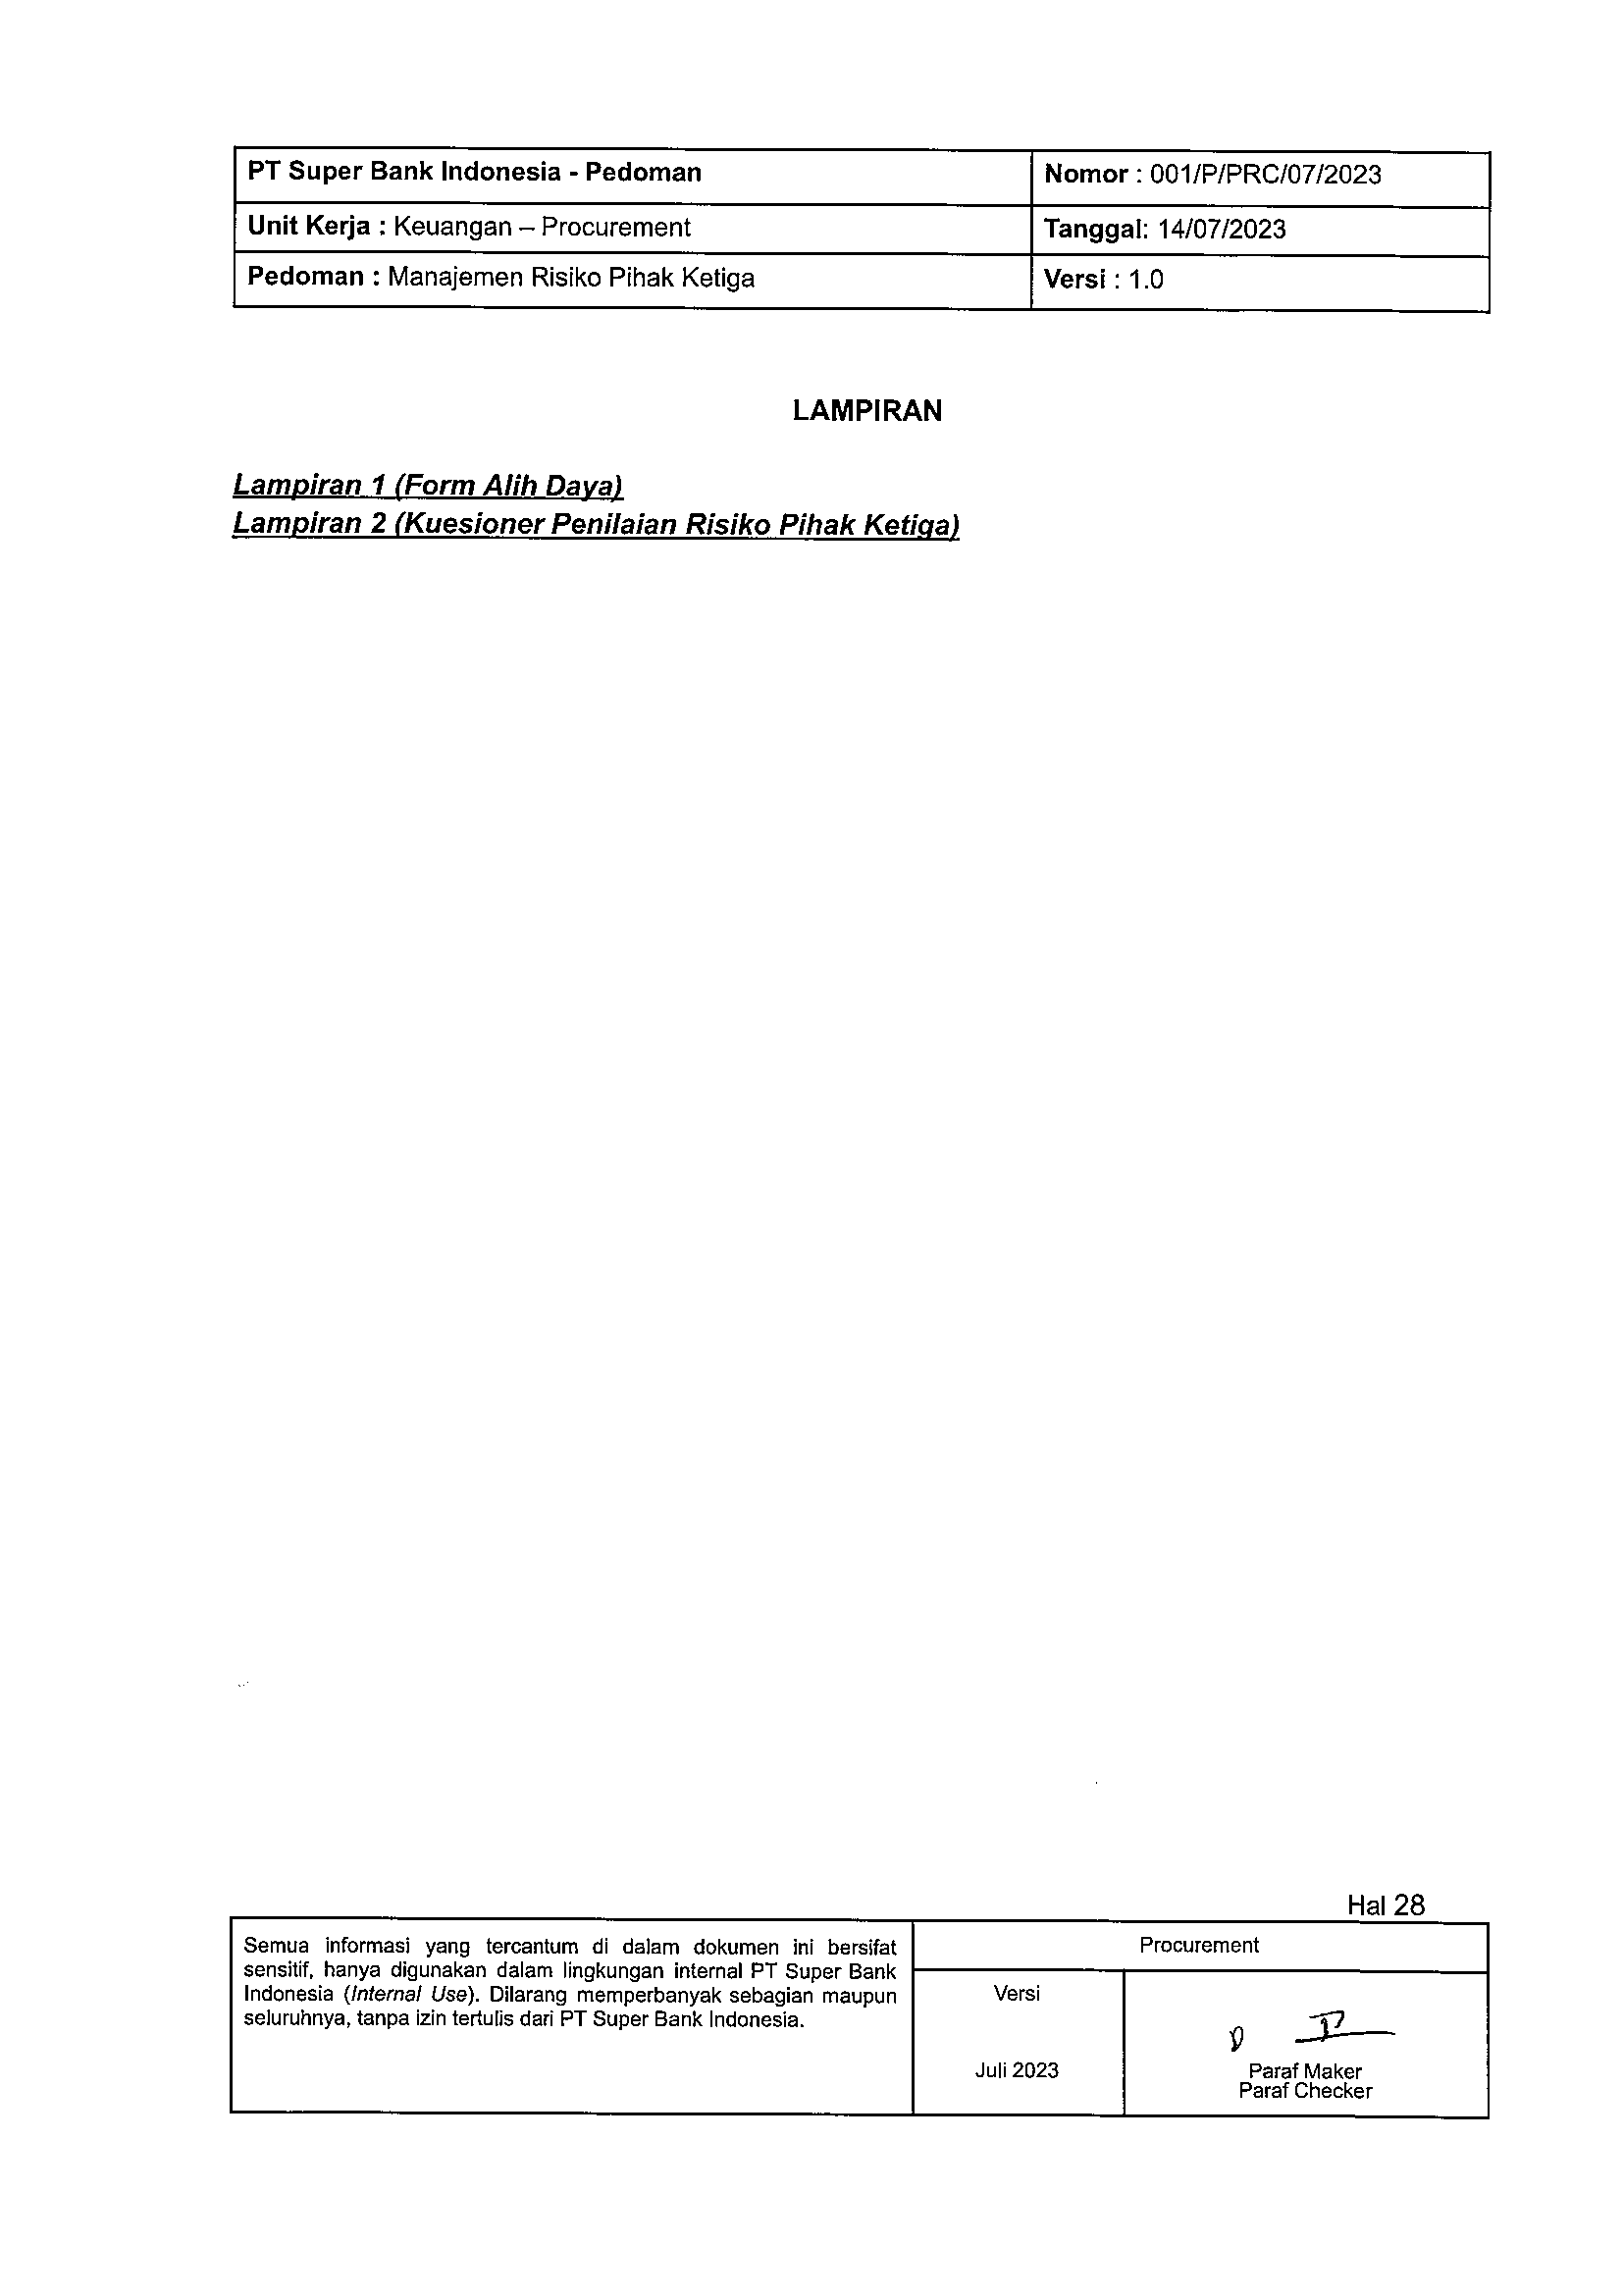 PT Super Bank Indonesia - Pedoman
Nomor : 001/P/PRC/07/2023
Unit Kerja : Keuangan – Procurement
Tanggal: 14/07/2023
Pedoman : Manajemen Risiko Pihak Ketiga
Versi : 1.0
LAMPIRAN
Lampiran 1 (Form Alih Daya)
Lampiran 2 (Kuesioner Penilaian Risiko Pihak Ketiga)
Hal 28
Semua informasi yang tercantum di dalam dokumen ini bersifat
sensitif, hanya digunakan dalam lingkungan internal PT Super Bank
Indonesia (Internal Use). Dilarang memperbanyak sebagian maupun
seluruhnya, tanpa izin tertulis dari PT Super Bank Indonesia.
Procurement
Versi
Juli 2023
Paraf Maker
Paraf Checker